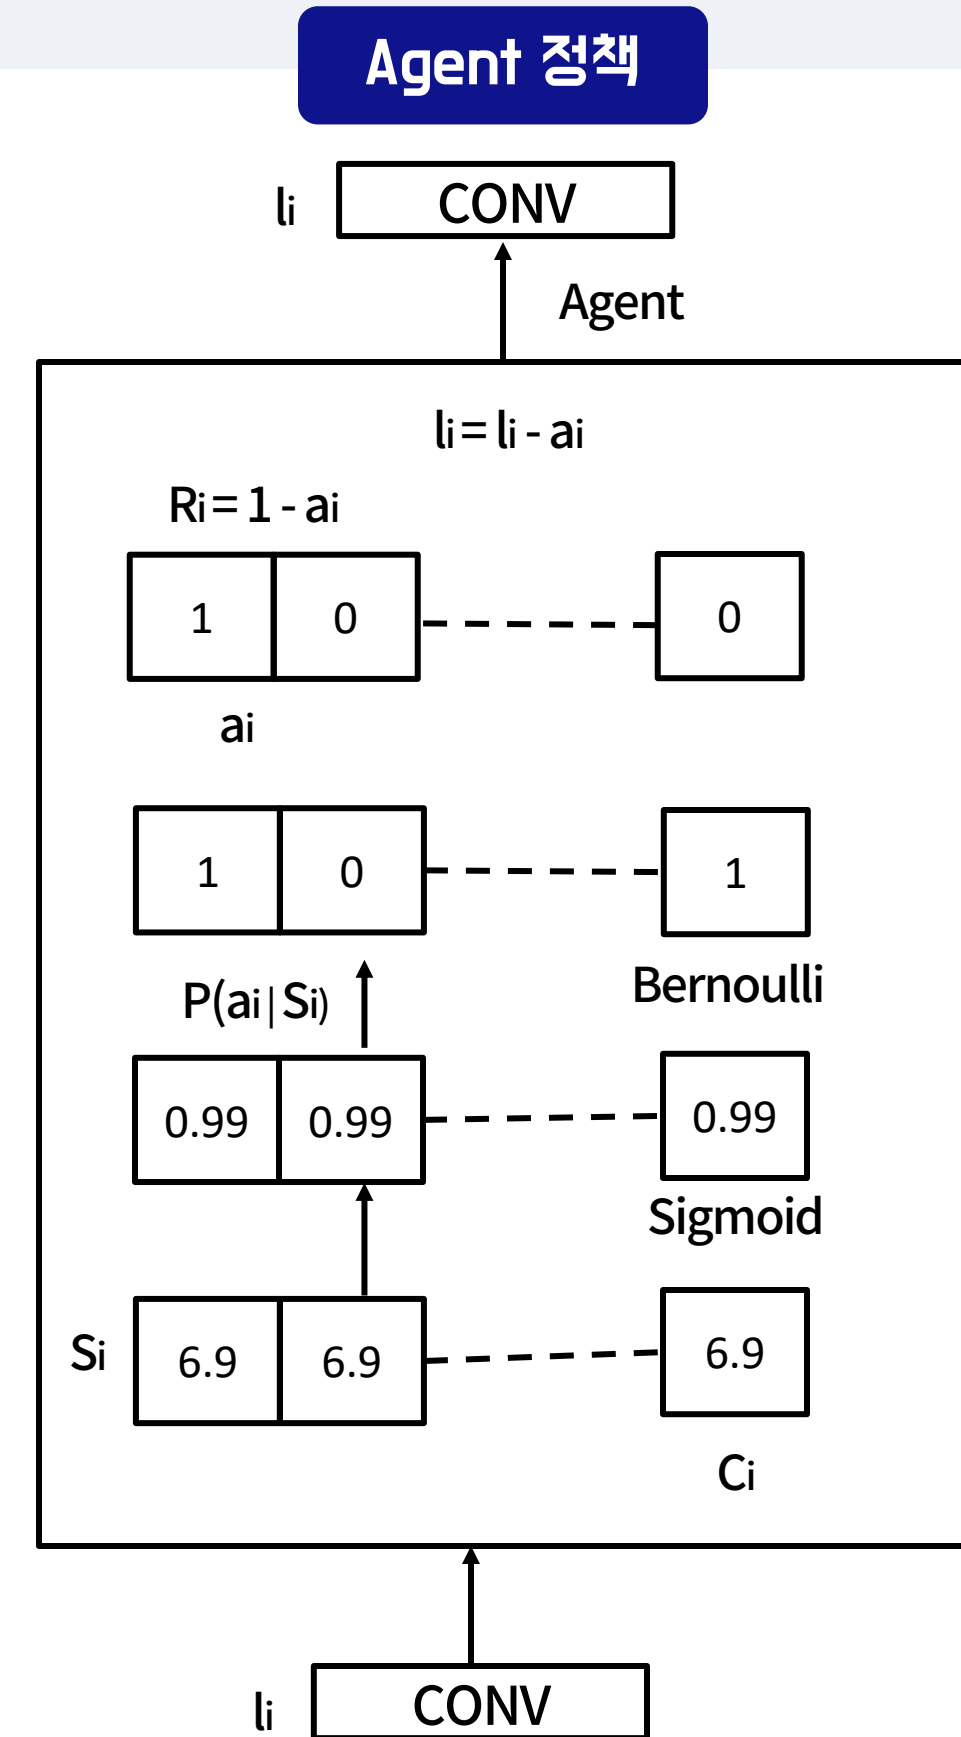 Agent 정책
li CONV
Agent
li = li - ai
Ri = 1 - ai
1 0 0
ai
1 0 1
Bernoulli
P(ai | Si)
0.99 0.99 0.99
Sigmoid
Si 6.9 6.9 6.9
Ci
li CONV